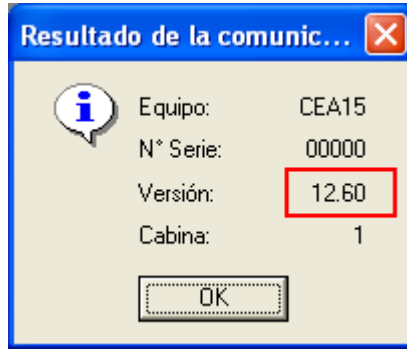 Resultado de la comunic...
Equipo: CEA15
N° Serie: 00000
Versión: 12.60
Cabina: 1
OK